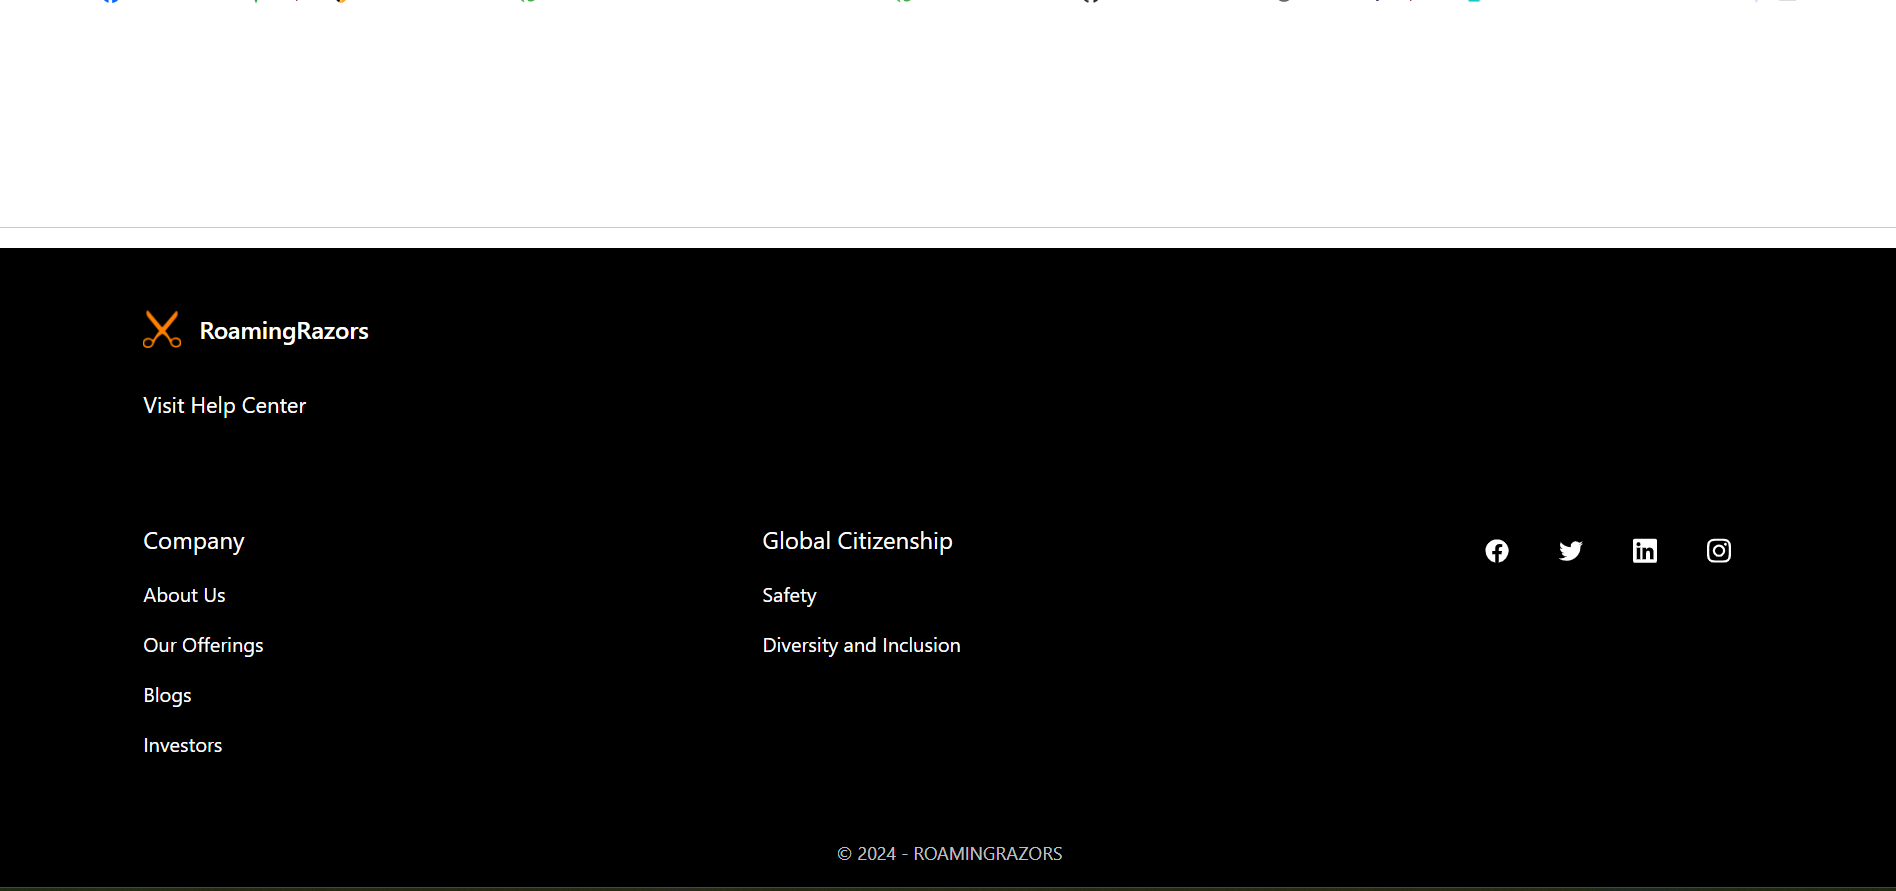 RoamingRazors
Visit Help Center
Company
About Us
Our Offerings
Blogs
Investors
Global Citizenship
Safety
Diversity and Inclusion
© 2024 - ROAMINGRAZORS